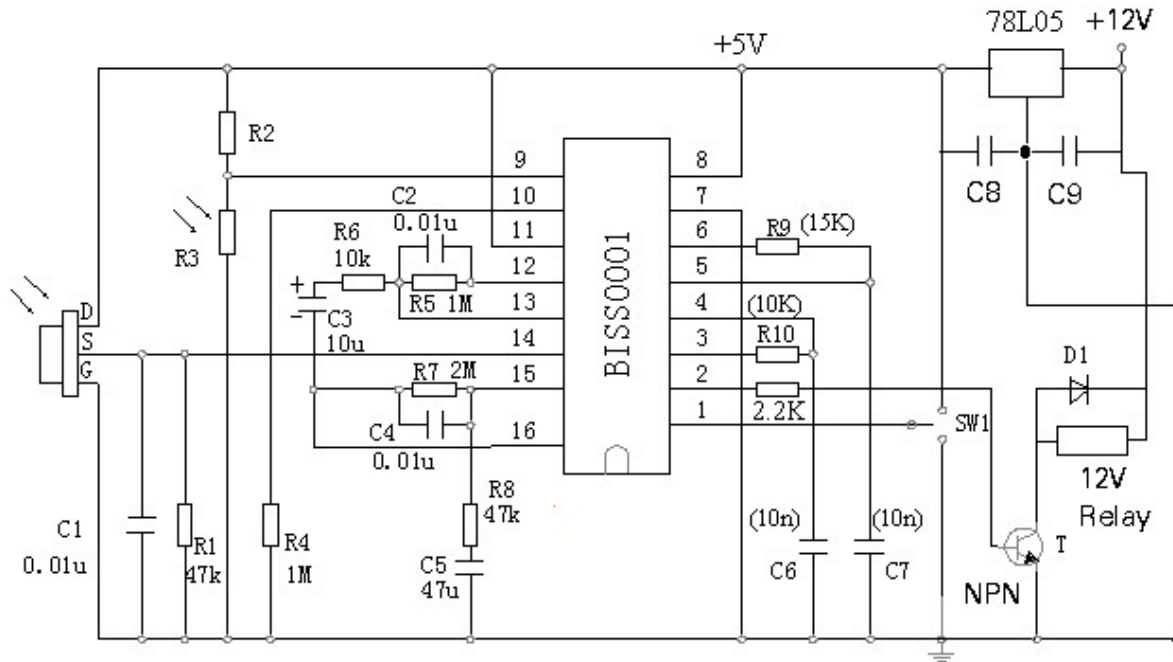 78L05
+12V
+5V
R2
9
8
C8
C9
C2
10
7
0.01u
R9
(15K)
R3
R6
10k
11
6
12
5
D
+
-
C3
10u
R5 1M
13
4
(10K)
S
14
3
R10
D1
G
R7 2M
15
2
2.2K
BISS0001
C4
0.01u
16
1
SW1
12V
Relay
R8
47k
(10n)
(10n)
C1
0.01u
R1
47k
R4
1M
C5
47u
C6
C7
T
NPN